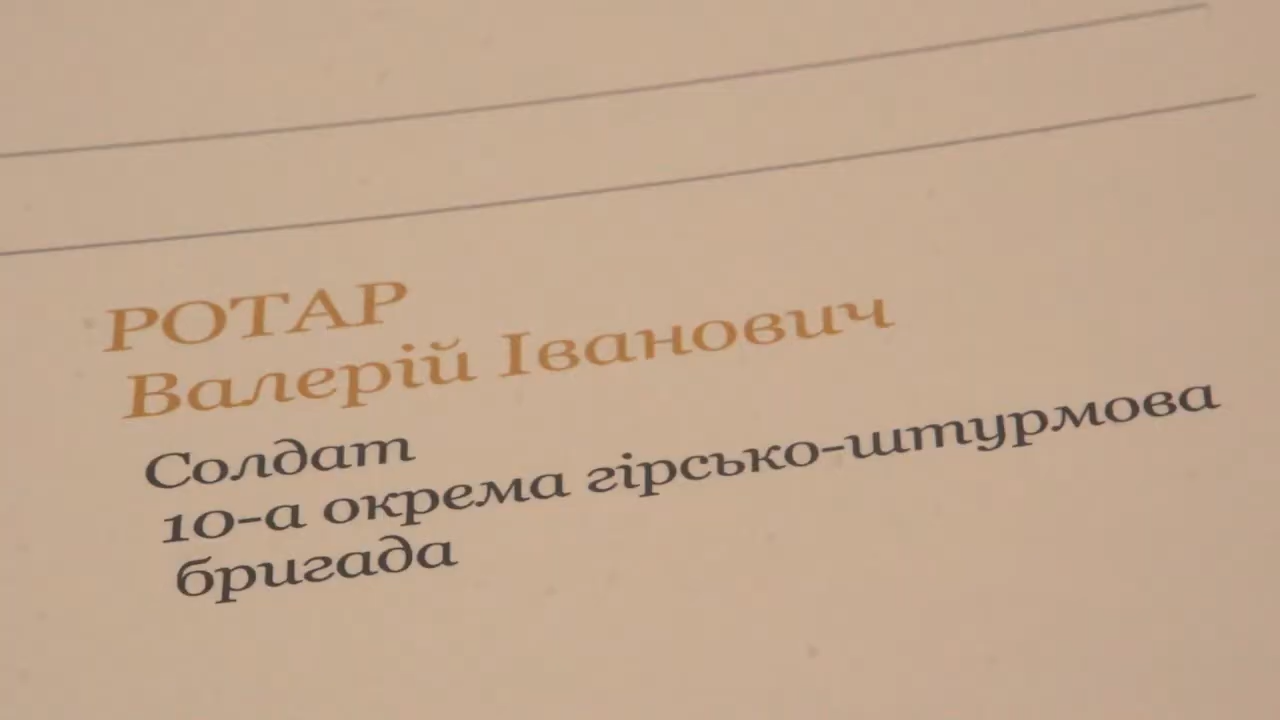 РОТАР
Валерій Іванович
Солдат
10-а окрема гірсько-штурмова
бригада